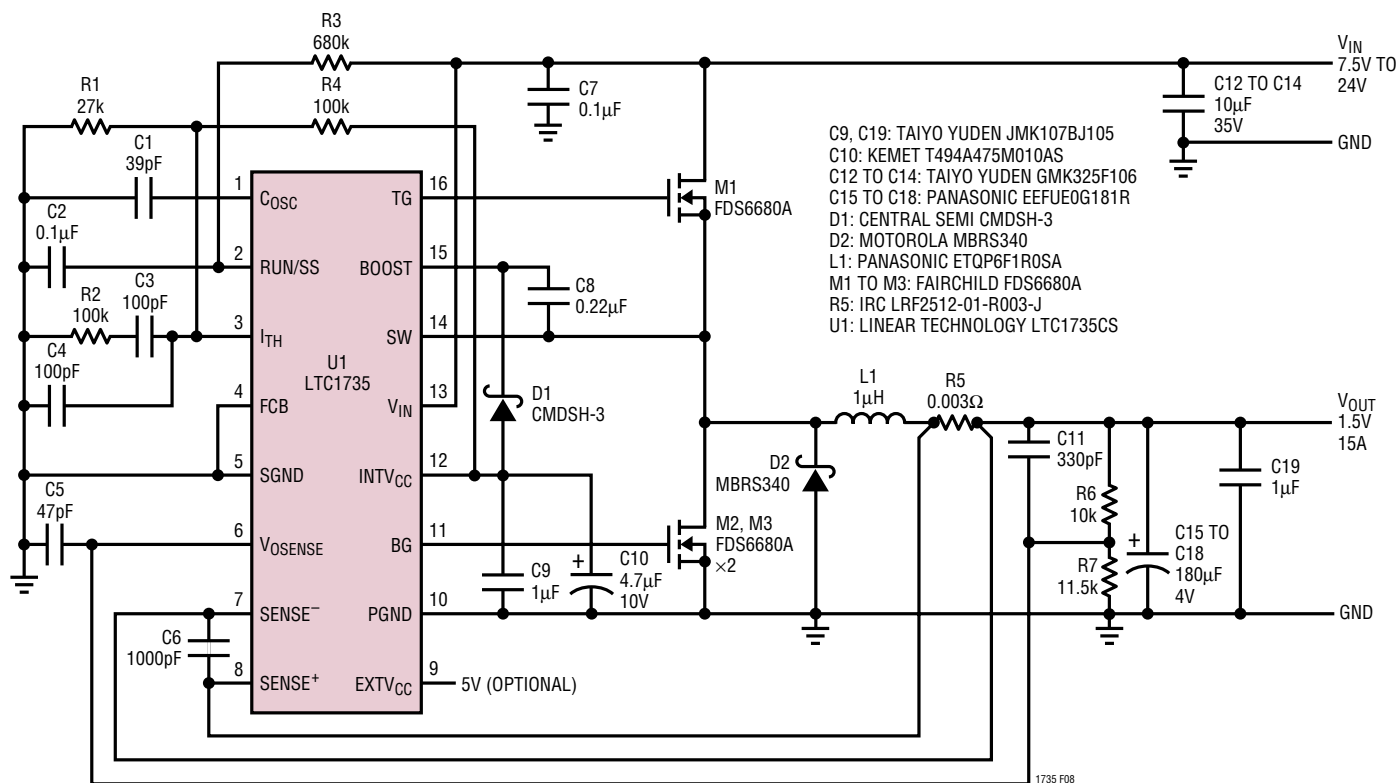 R3
680k
R1
27k
R4
100k
C7
0.1µF
C1
39pF
C2
0.1µF
R2
100k
C3
100pF
C4
100pF
C5
47pF
C6
1000pF
1
2
3
4
5
6
7
8
COSC
RUN/SS
ITH
FCB
SGND
VOSENSE
SENSE–
SENSE+
U1
LTC1735
TG
BOOST
SW
VIN
INTVCC
BG
PGND
EXTVCC
16
15
14
13
12
11
10
9
5V (OPTIONAL)
M1
FDS6680A
C8
0.22µF
D1
CMDSH-3
C9
1µF
+
C10
4.7µF
10V
M2, M3
FDS6680A
×2
D2
MBRS340
L1
1µH
R5
0.003Ω
C11
330pF
R6
10k
R7
11.5k
+
C15 TO
C18
180µF
4V
C19
1µF
VIN
7.5V TO
24V
C12 TO C14
10µF
35V
GND
C9, C19: TAIYO YUDEN JMK107BJ105
C10: KEMET T494A475M010AS
C12 TO C14: TAIYO YUDEN GMK325F106
C15 TO C18: PANASONIC EEFUE0G181R
D1: CENTRAL SEMI CMDSH-3
D2: MOTOROLA MBRS340
L1: PANASONIC ETQP6F1R0SA
M1 TO M3: FAIRCHILD FDS6680A
R5: IRC LRF2512-01-R003-J
U1: LINEAR TECHNOLOGY LTC1735CS
VOUT
1.5V
15A
GND
1735 F08